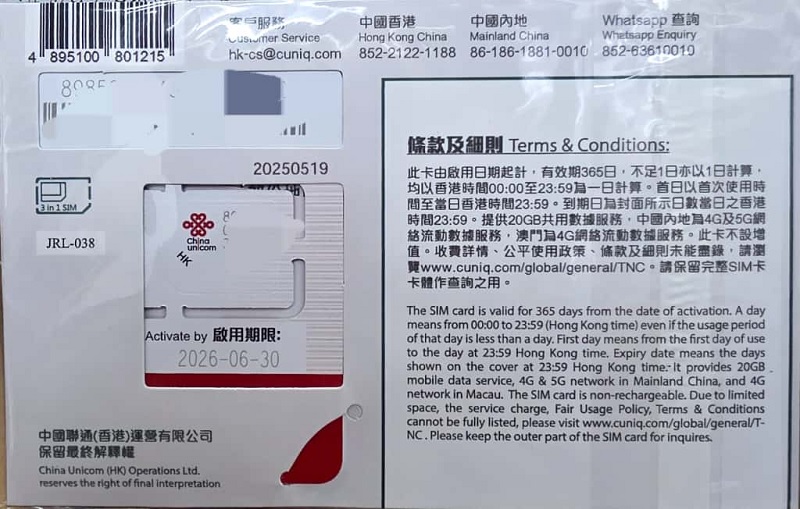 4 895100 801215
客戶服務
Customer Service
hk-cs@cuniq.com
中國香港
Hong Kong China
852-2122-1188
中國內地
Mainland China
86-186-1881-0010
Whatsapp 查詢
Whatsapp Enquiry
852-63610019
20250519
3 in 1 SIM
JRL-038
China
unicom
HK
Activate by 啟用期限:
2026-06-30
中國聯通(香港)運營有限公司
保留最終解釋權
China Unicom (HK) Operations Ltd.
reserves the right of final interpretation
條款及細則 Terms & Conditions:
此卡由啟用日期起計，有效期365日，不足1日亦以1日計算，
均以香港時間00:00至23:59為一日計算。首日以首次使用時
間至當日香港時間23:59。到期日為封面所示日數當日之香港
時間23:59。提供20GB共用數據服務，中國內地為4G及5G網
絡流動數據服務，澳門為4G網絡流動數據服務。此卡不設增
值。收費詳情、公平使用政策、條款及細則未能盡錄，請瀏
覽www.cuniq.com/global/general/TNC。請保留完整SIM卡
卡體作查詢之用。
The SIM card is valid for 365 days from the date of activation. A day
means from 00:00 to 23:59 (Hong Kong time) even if the usage period
of that day is less than a day. First day means from the first day of use
to the day at 23:59 Hong Kong time. Expiry date means the days
shown on the cover at 23:59 Hong Kong time. It provides 20GB
mobile data service, 4G & 5G network in Mainland China, and 4G
network in Macau. The SIM card is non-rechargeable. Due to limited
space, the service charge, Fair Usage Policy, Terms & Conditions
cannot be fully listed, please visit www.cuniq.com/global/general/T-
NC . Please keep the outer part of the SIM card for inquires.